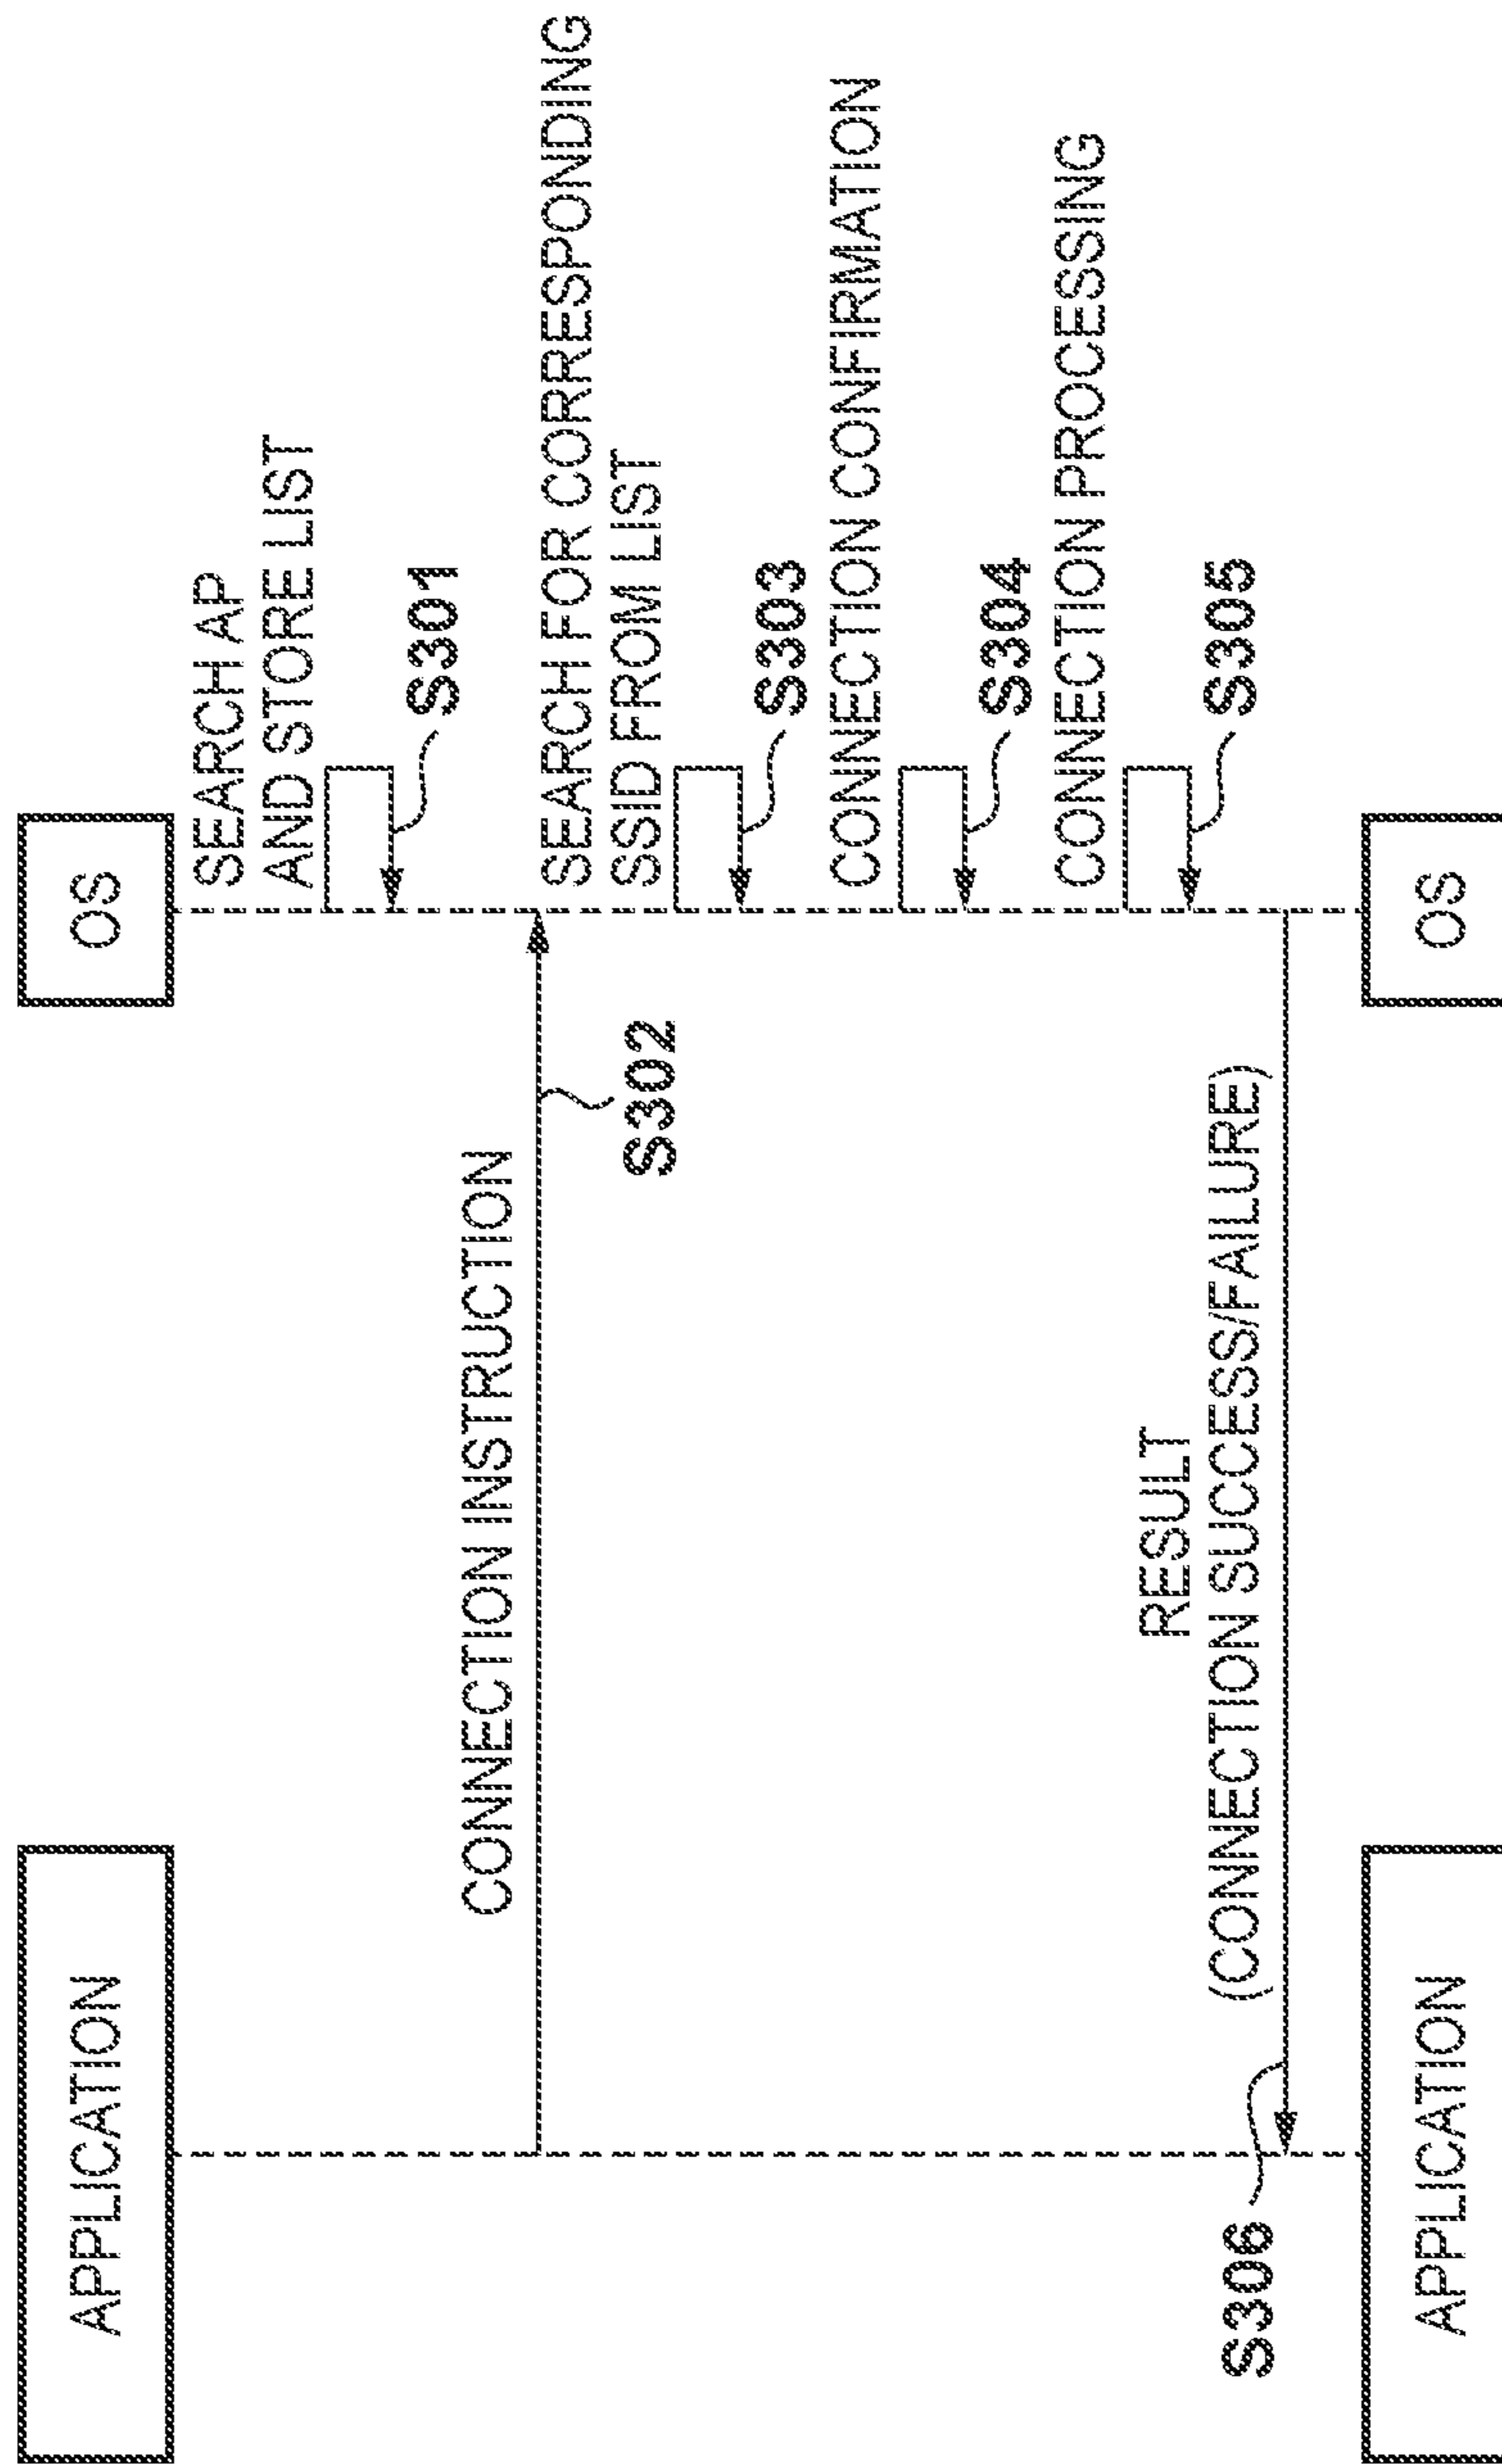 APPLICATION
OS
SEARCH AP
AND STORE LIST
S301
CONNECTION INSTRUCTION
S302
SEARCH FOR CORRESPONDING
SSID FROM LIST
S303
CONNECTION CONFIRMATION
S304
CONNECTION PROCESSING
S305
RESULT
(CONNECTION SUCCESS/FAILURE)
S306
APPLICATION
OS